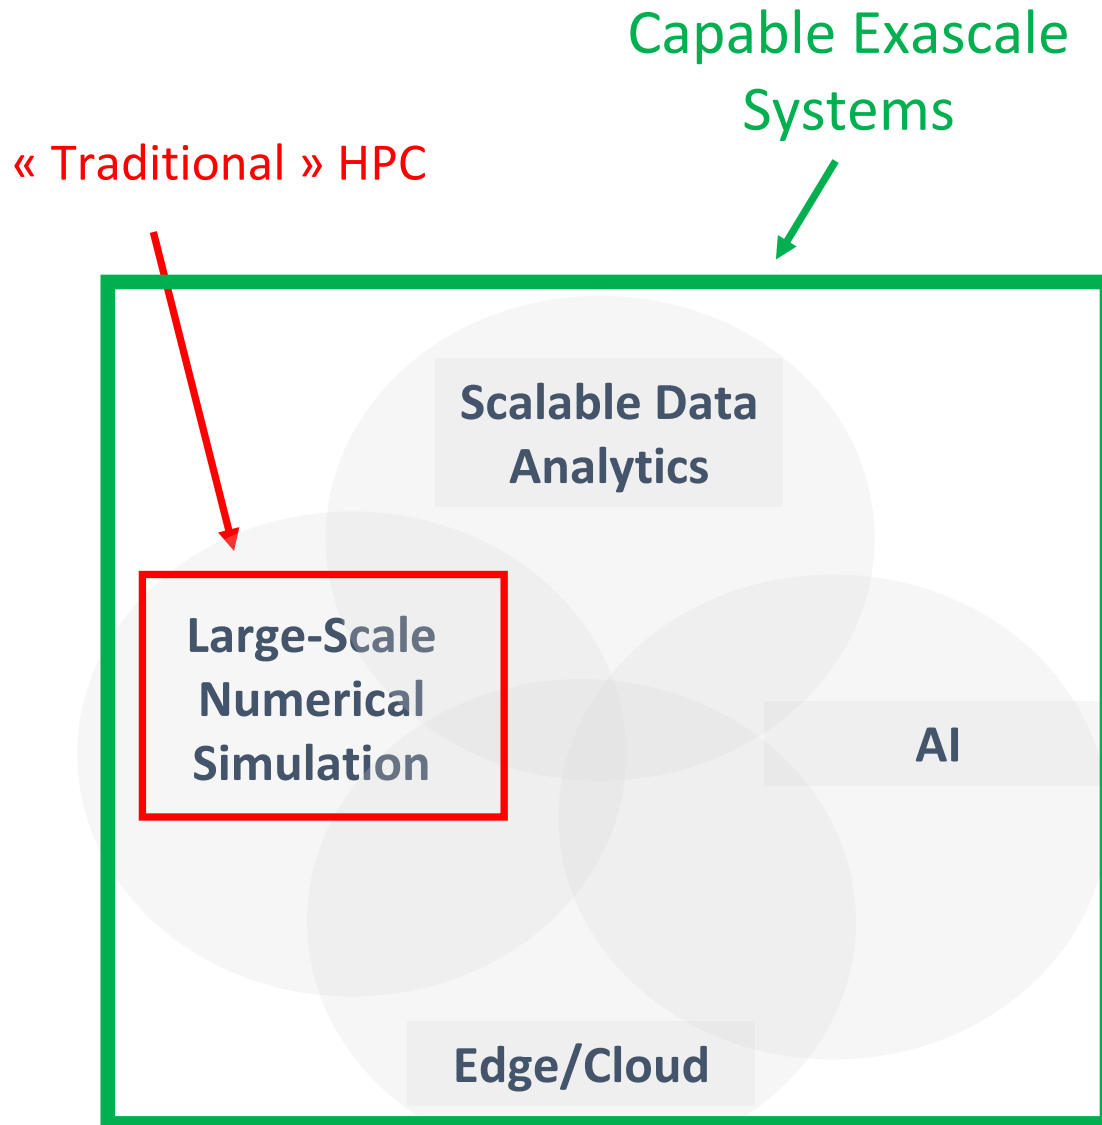 Capable Exascale
Systems
« Traditional » HPC
Scalable Data
Analytics
Large-Scale
Numerical
Simulation
AI
Edge/Cloud